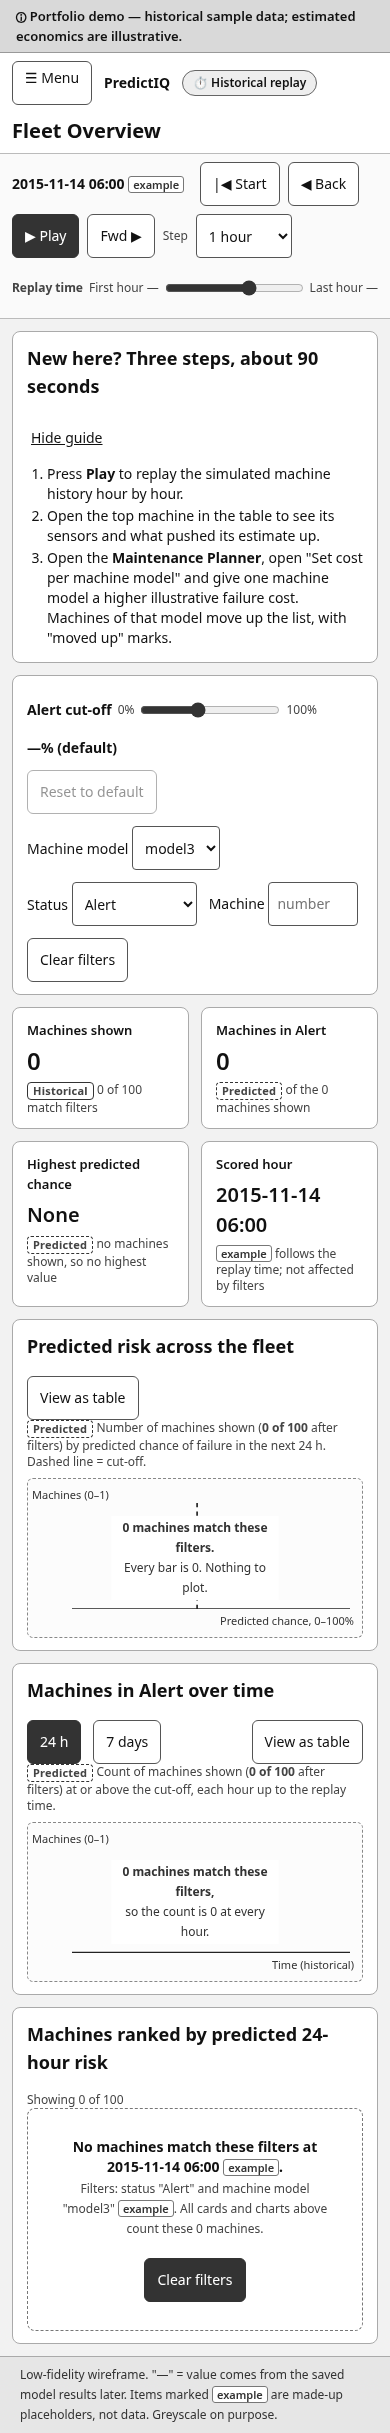 ⓘ Portfolio demo — historical sample data; estimated
economics are illustrative.
☰ Menu
PredictIQ
⏱ Historical replay
Fleet Overview
2015-11-14 06:00 example
|◀ Start
◀ Back
▶ Play
Fwd ▶
Step
1 hour
Replay time First hour —
Last hour —
New here? Three steps, about 90
seconds
Hide guide
1. Press Play to replay the simulated machine
history hour by hour.
2. Open the top machine in the table to see its
sensors and what pushed its estimate up.
3. Open the Maintenance Planner, open "Set cost
per machine model" and give one machine
model a higher illustrative failure cost.
Machines of that model move up the list, with
"moved up" marks.
Alert cut-off 0%
100%
—% (default)
Reset to default
Machine model model3
Status Alert
Machine number
Clear filters
Machines shown
0
Historical 0 of 100
match filters
Machines in Alert
0
Predicted of the 0
machines shown
Highest predicted
chance
None
Predicted no machines
shown, so no highest
value
Scored hour
2015-11-14
06:00
example follows the
replay time; not affected
by filters
Predicted risk across the fleet
View as table
Predicted Number of machines shown (0 of 100 after
filters) by predicted chance of failure in the next 24 h.
Dashed line = cut-off.
Machines (0–1)
0 machines match these
filters.
Every bar is 0. Nothing to
plot.
Predicted chance, 0–100%
Machines in Alert over time
24 h
7 days
View as table
Predicted Count of machines shown (0 of 100 after
filters) at or above the cut-off, each hour up to the replay
time.
Machines (0–1)
0 machines match these
filters,
so the count is 0 at every
hour.
Time (historical)
Machines ranked by predicted 24-
hour risk
Showing 0 of 100
No machines match these filters at
2015-11-14 06:00 example.
Filters: status "Alert" and machine model
"model3" example. All cards and charts above
count these 0 machines.
Clear filters
Low-fidelity wireframe. "—" = value comes from the saved
model results later. Items marked example are made-up
placeholders, not data. Greyscale on purpose.